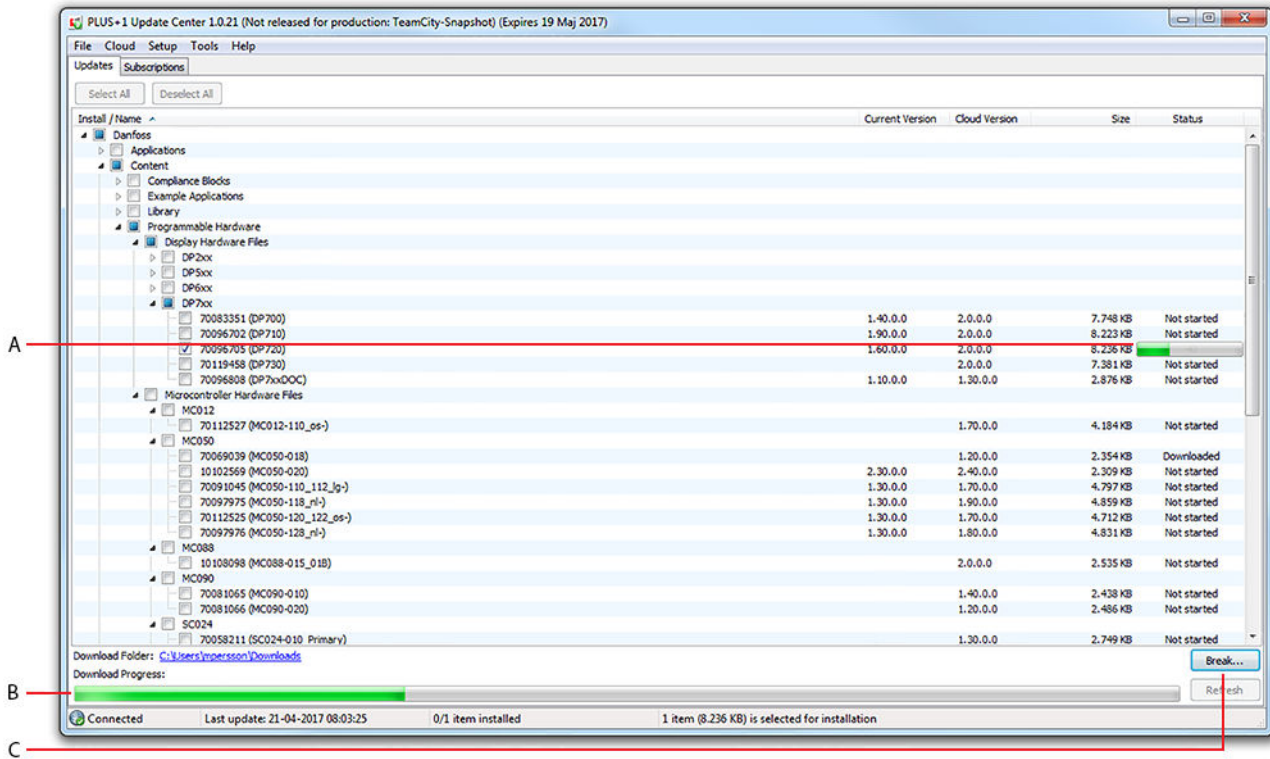 PLUS+1 Update Center 1.0.21 (Not released for production: TeamCity-Snapshot) (Expires 19 Maj 2017)
File Cloud Setup Tools Help
Updates Subscriptions
Select All Deselect All
Install / Name Current Version Cloud Version Size Status
Danfoss
Applications
Content
Compliance Blocks
Example Applications
Library
Programmable Hardware
Display Hardware Files
DP2xx
DP5xx
DP6xx
DP7xx
70083351 (DP700) 1.40.0.0 2.0.0.0 7.748 KB Not started
70096702 (DP710) 1.90.0.0 2.0.0.0 8.223 KB Not started
A 70096705 (DP720) 1.60.0.0 2.0.0.0 8.236 KB
70119458 (DP730) 2.0.0.0 7.381 KB Not started
70096808 (DP7xxDOC) 1.10.0.0 1.30.0.0 2.876 KB Not started
Microcontroller Hardware Files
MC012
70112527 (MC012-110_os-) 1.70.0.0 4.184 KB Not started
MC050
70069039 (MC050-018) 1.20.0.0 2.354 KB Downloaded
10102569 (MC050-020) 2.30.0.0 2.40.0.0 2.309 KB Not started
70091045 (MC050-110_112_lg-) 1.30.0.0 1.70.0.0 4.797 KB Not started
70097975 (MC050-118_nl-) 1.30.0.0 1.90.0.0 4.859 KB Not started
70112525 (MC050-120_122_os-) 1.30.0.0 1.70.0.0 4.712 KB Not started
70097976 (MC050-128_nl-) 1.30.0.0 1.80.0.0 4.831 KB Not started
MC088
10108098 (MC088-015_01B) 2.0.0.0 2.535 KB Not started
MC090
70081065 (MC090-010) 1.40.0.0 2.438 KB Not started
70081066 (MC090-020) 1.20.0.0 2.486 KB Not started
SC024
70058211 (SC024-010 Primary) 1.30.0.0 2.749 KB Not started
Download Folder: C:\Users\mpersson\Downloads
Break...
Download Progress:
B Refresh
Connected Last update: 21-04-2017 08:03:25 0/1 item installed 1 item (8.236 KB) is selected for installation
C